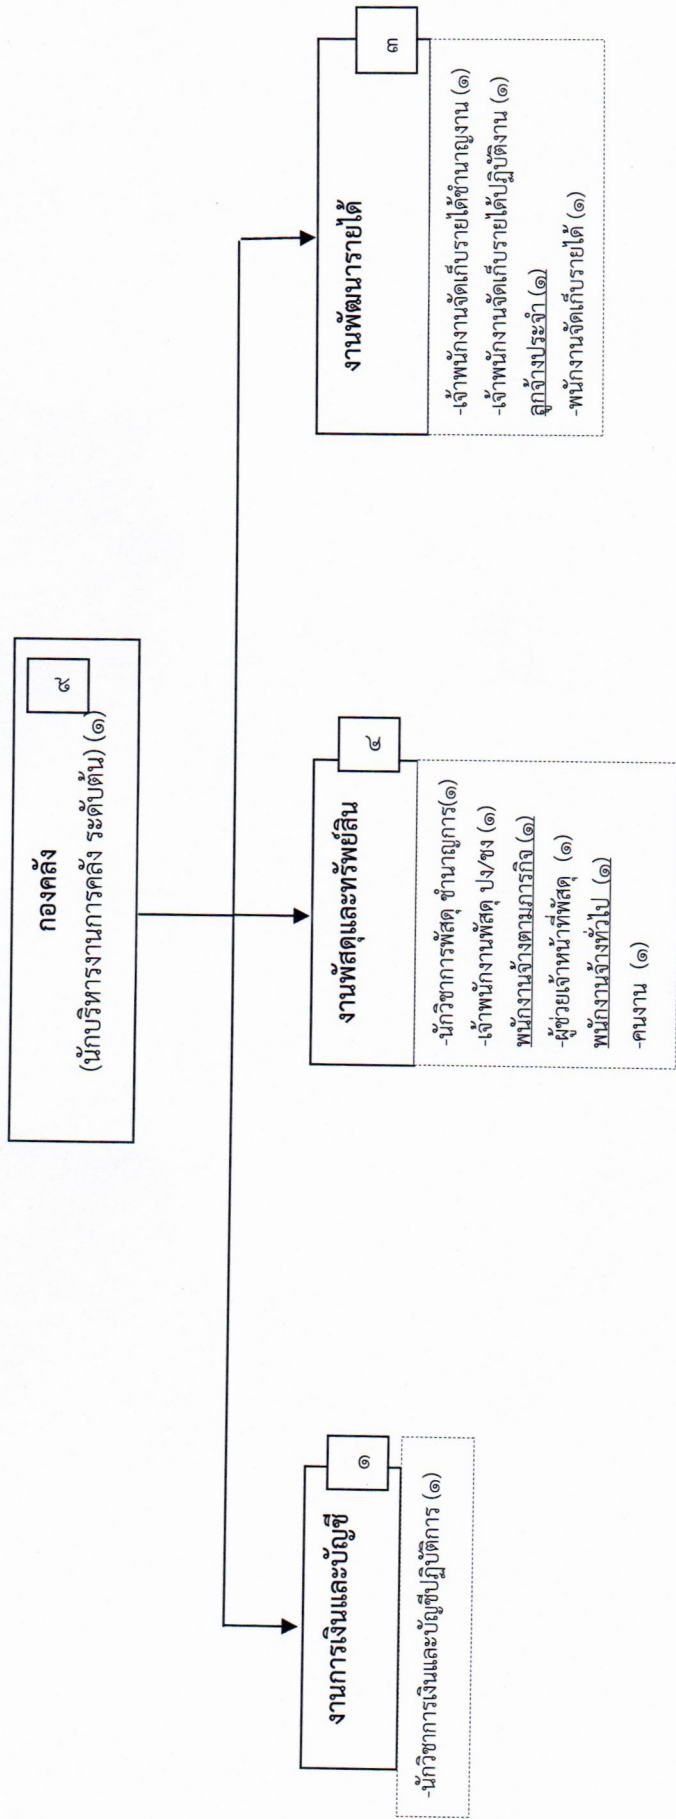 กองคลัง
๙
(นักบริหารงานการคลัง ระดับต้น) (๑)
งานการเงินและบัญชี
๑
-นักวิชาการเงินและบัญชีปฏิบัติการ (๑)
งานพัสดุและทรัพย์สิน
๔
-นักวิชาการพัสดุ ชำนาญการ(๑)
-เจ้าพนักงานพัสดุ ปง/ชง (๑)
พนักงานจ้างตามภารกิจ (๑)
-ผู้ช่วยเจ้าหน้าที่พัสดุ (๑)
พนักงานจ้างทั่วไป (๑)
-คนงาน (๑)
งานพัฒนารายได้
๓
-เจ้าพนักงานจัดเก็บรายได้ชำนาญงาน (๑)
-เจ้าพนักงานจัดเก็บรายได้ปฏิบัติงาน (๑)
ลูกจ้างประจำ (๑)
-พนักงานจัดเก็บรายได้ (๑)